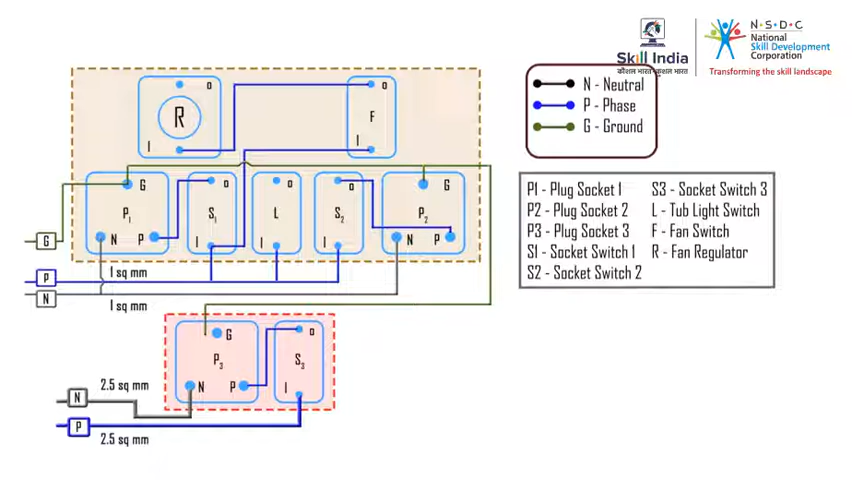 N·S·D·C
National
Skill Development
Corporation
Transforming the skill landscape
Skill India
कौशल भारत-कुशल भारत
N - Neutral
P - Phase
G - Ground
P1 - Plug Socket 1
P2 - Plug Socket 2
P3 - Plug Socket 3
S1 - Socket Switch 1
S2 - Socket Switch 2
S3 - Socket Switch 3
L - Tub Light Switch
F - Fan Switch
R - Fan Regulator
R
O
I
O
F
I
G
P1
N P
O
S1
I
O
L
I
O
S2
I
G
P2
N P
G
P
N
1 sq mm
1 sq mm
G
P3
N P
O
S3
I
N
2.5 sq mm
P
2.5 sq mm